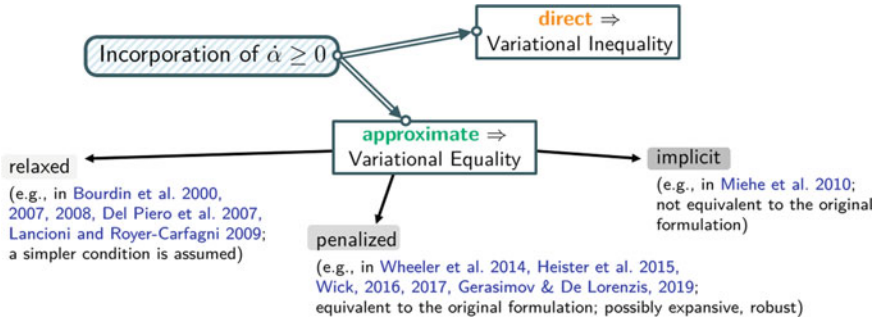 direct ⇒
Variational Inequality
Incorporation of α̇ ≥ 0
approximate ⇒
Variational Equality
relaxed
(e.g., in Bourdin et al. 2000,
2007, 2008, Del Piero et al. 2007,
Lancioni and Royer-Carfagni 2009;
a simpler condition is assumed)
penalized
(e.g., in Wheeler et al. 2014, Heister et al. 2015,
Wick, 2016, 2017, Gerasimov & De Lorenzis, 2019;
equivalent to the original formulation; possibly expansive, robust)
implicit
(e.g., in Miehe et al. 2010;
not equivalent to the original
formulation)